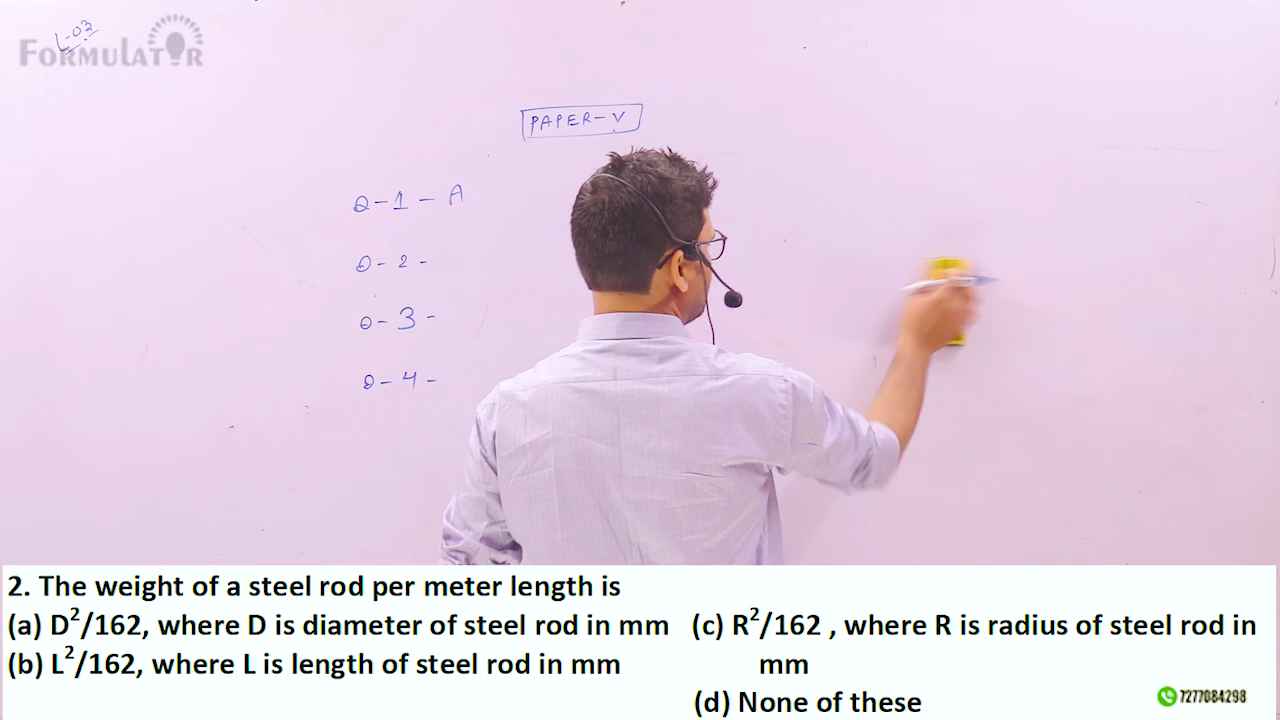 L-03
FORMULATOR
PAPER-V
Q-1-A
Q-2-
Q-3-
Q-4-
2. The weight of a steel rod per meter length is
(a) D²/162, where D is diameter of steel rod in mm
(b) L²/162, where L is length of steel rod in mm
(c) R²/162 , where R is radius of steel rod in
mm
(d) None of these
7277084298